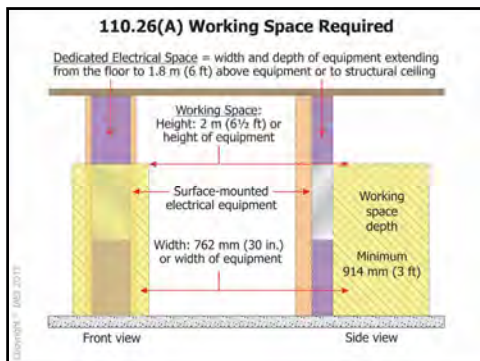 110.26(A) Working Space Required
Dedicated Electrical Space = width and depth of equipment extending
from the floor to 1.8 m (6 ft) above equipment or to structural ceiling
Working Space:
Height: 2 m (6½ ft) or
height of equipment
Surface-mounted
electrical equipment
Working
space
depth
Width: 762 mm (30 in.)
or width of equipment
Minimum
914 mm (3 ft)
Front view
Side view